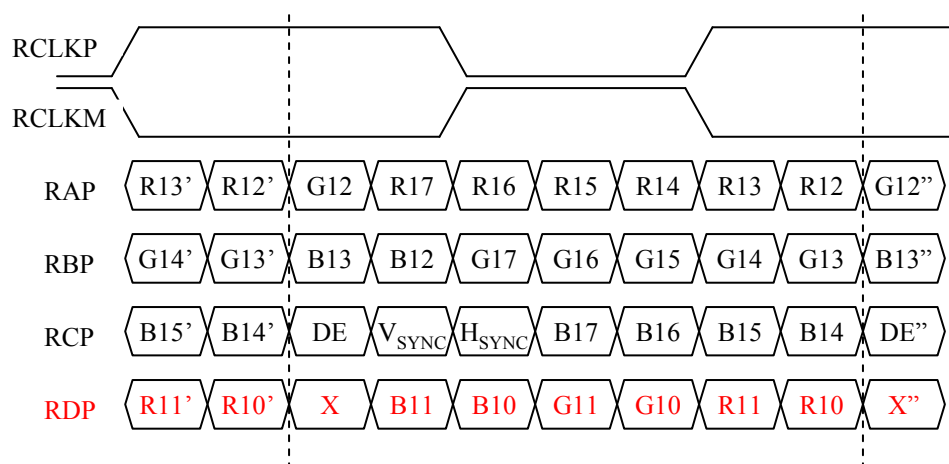 RCLKP
RCLKM
RAP R13’ R12’ G12 R17 R16 R15 R14 R13 R12 G12”
RBP G14’ G13’ B13 B12 G17 G16 G15 G14 G13 B13”
RCP B15’ B14’ DE VSYNC HSYNC B17 B16 B15 B14 DE”
RDP R11’ R10’ X B11 B10 G11 G10 R11 R10 X”